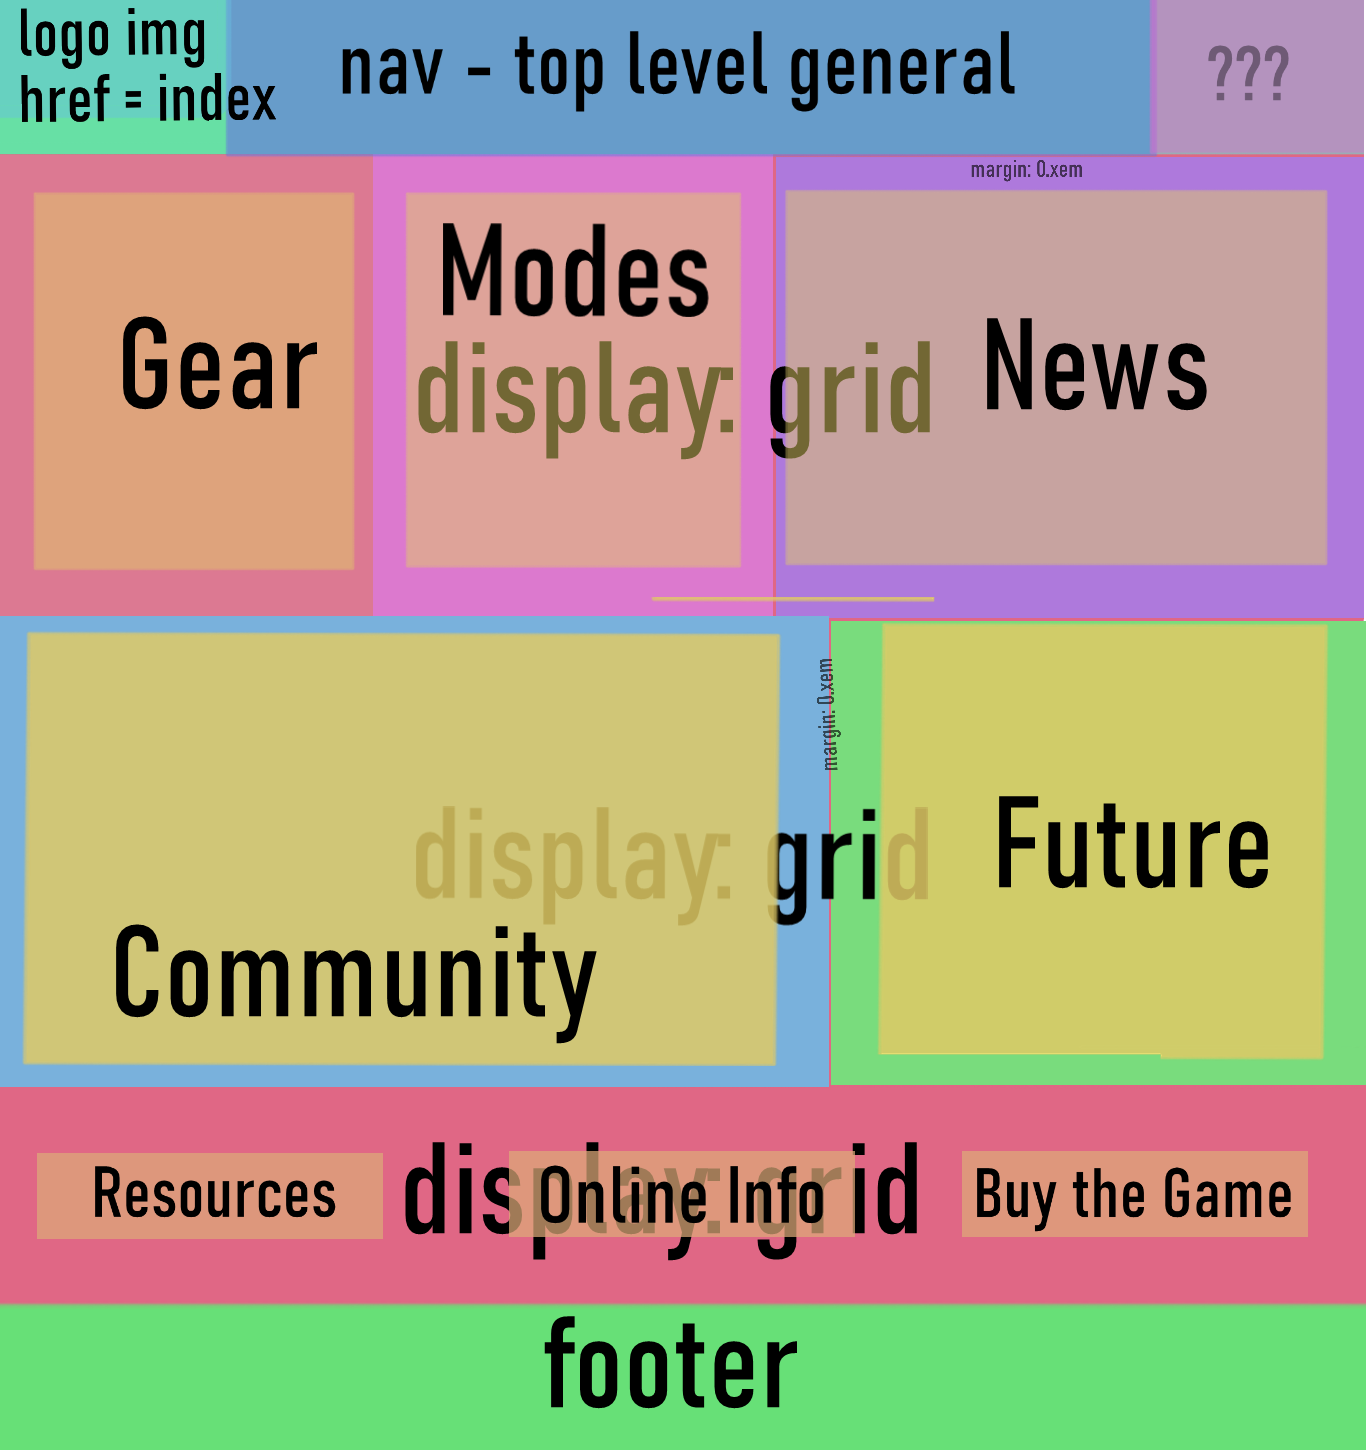 logo img
href = index
nav - top level general
???
margin: 0.xem
Gear
Modes
display: grid
News
margin: 0.xem
display: grid
Community
Future
Resources
display: grid
Online Info
Buy the Game
footer